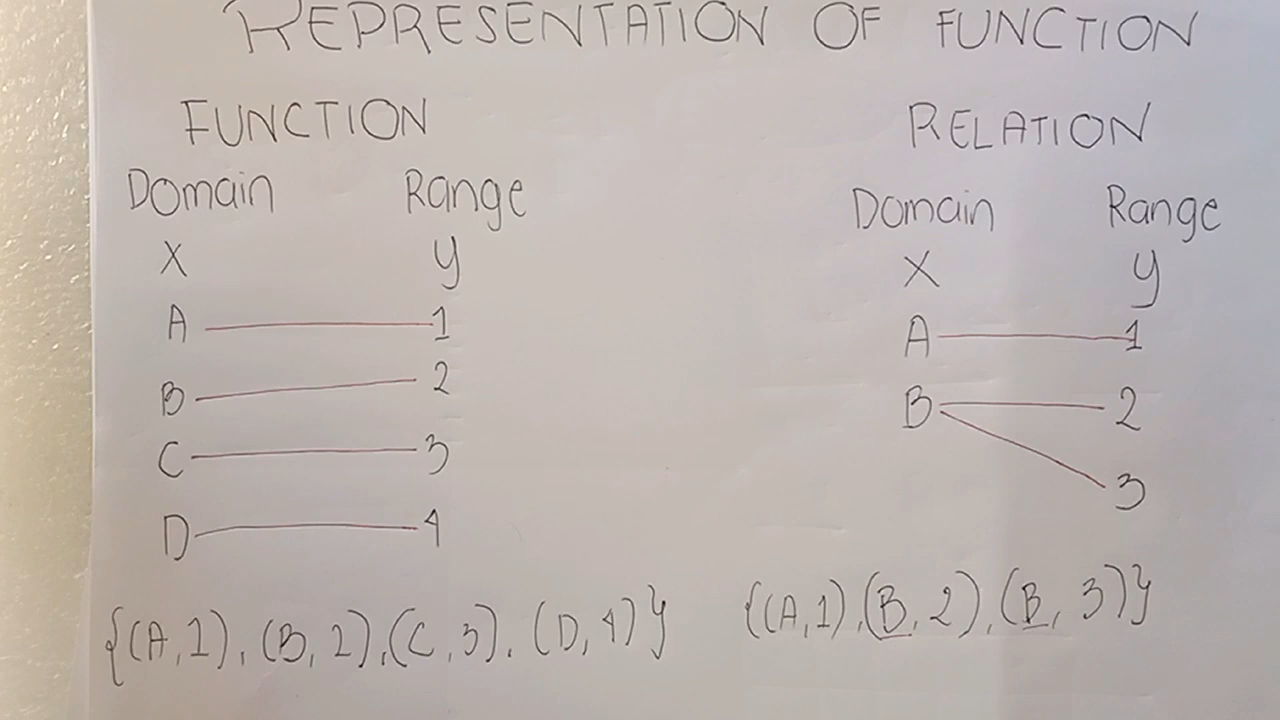 REPRESENTATION OF FUNCTION
FUNCTION
Domain Range
X y
A 1
B 2
C 3
D 4
{(A,1), (B, 2), (C, 3), (D, 4)}
RELATION
Domain Range
X y
A 1
B 2
3
{(A,1), (B, 2), (B, 3)}